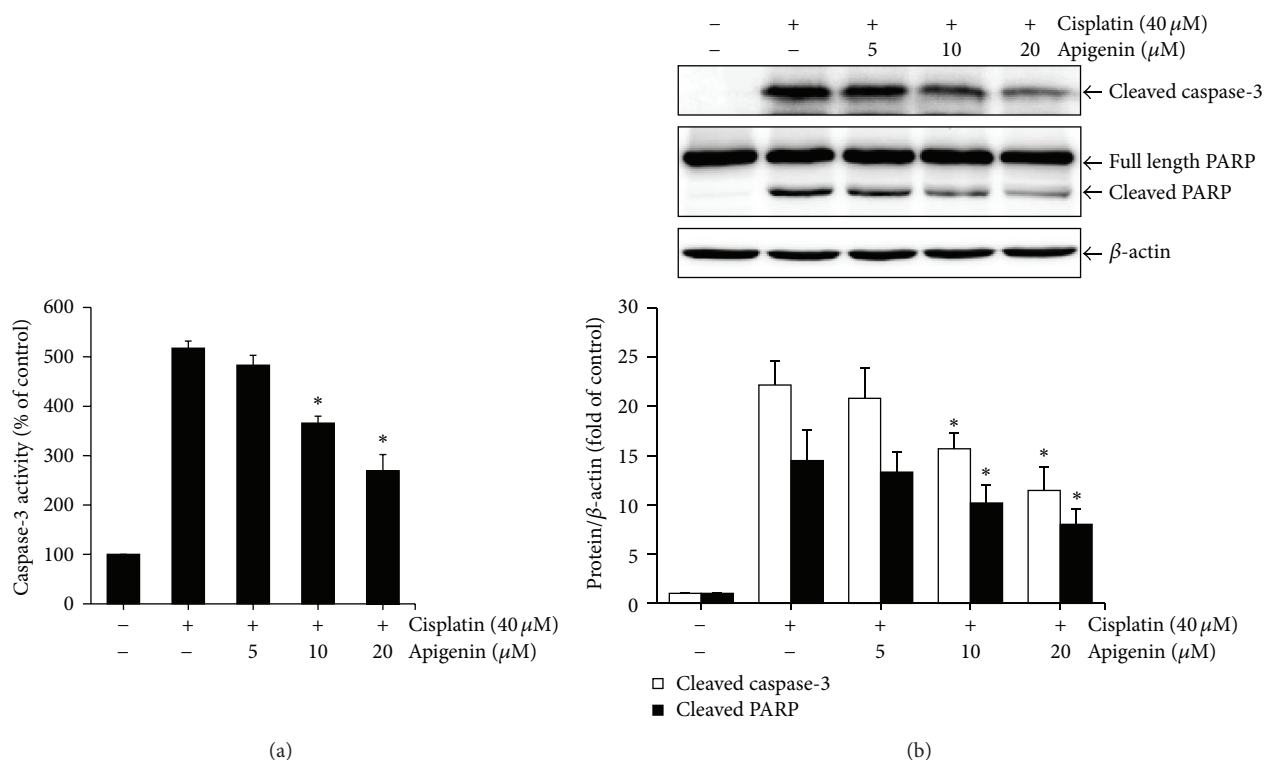 − + + + + Cisplatin (40 μM)
− − 5 10 20 Apigenin (μM)
← Cleaved caspase-3
← Full length PARP
← Cleaved PARP
← β-actin
Caspase-3 activity (% of control)
600
500
400
300
200
100
0
* *
− + + + + Cisplatin (40 μM)
− − 5 10 20 Apigenin (μM)
(a)
Protein/β-actin (fold of control)
30
25
20
15
10
5
0
* * * *
− + + + + Cisplatin (40 μM)
− − 5 10 20 Apigenin (μM)
Cleaved caspase-3
Cleaved PARP
(b)